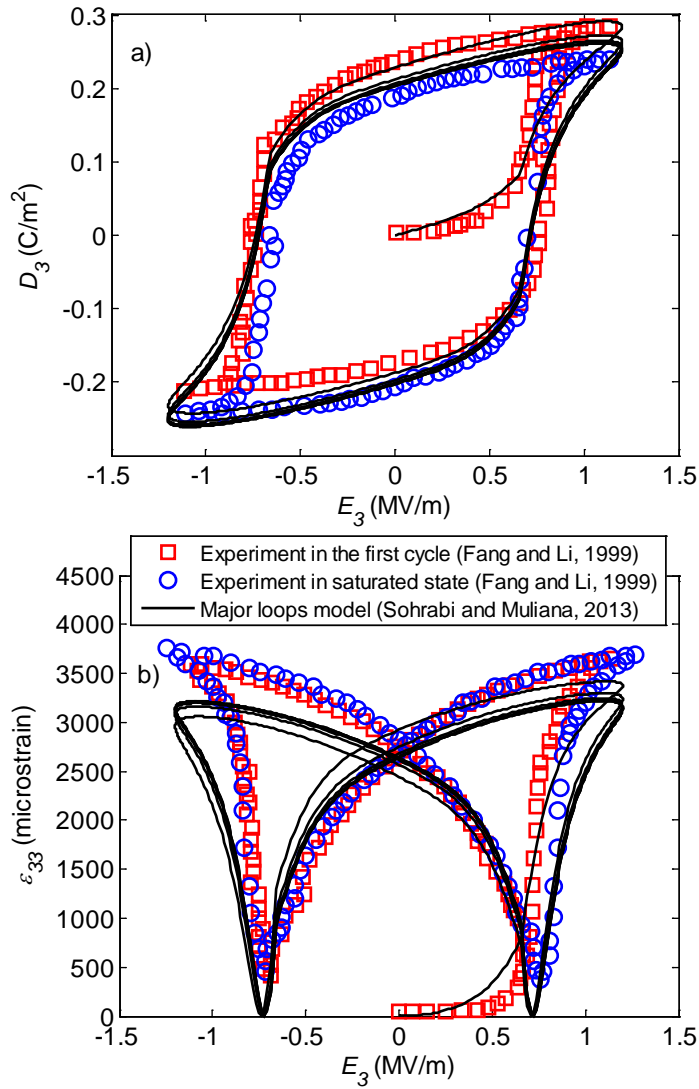 a)
D3 (C/m2)
0.3
0.2
0.1
0
-0.1
-0.2
-1.5 -1 -0.5 0 0.5 1 1.5
E3 (MV/m)
Experiment in the first cycle (Fang and Li, 1999)
Experiment in saturated state (Fang and Li, 1999)
Major loops model (Sohrabi and Muliana, 2013)
b)
ε33 (microstrain)
4500
4000
3500
3000
2500
2000
1500
1000
500
0
-1.5 -1 -0.5 0 0.5 1 1.5
E3 (MV/m)